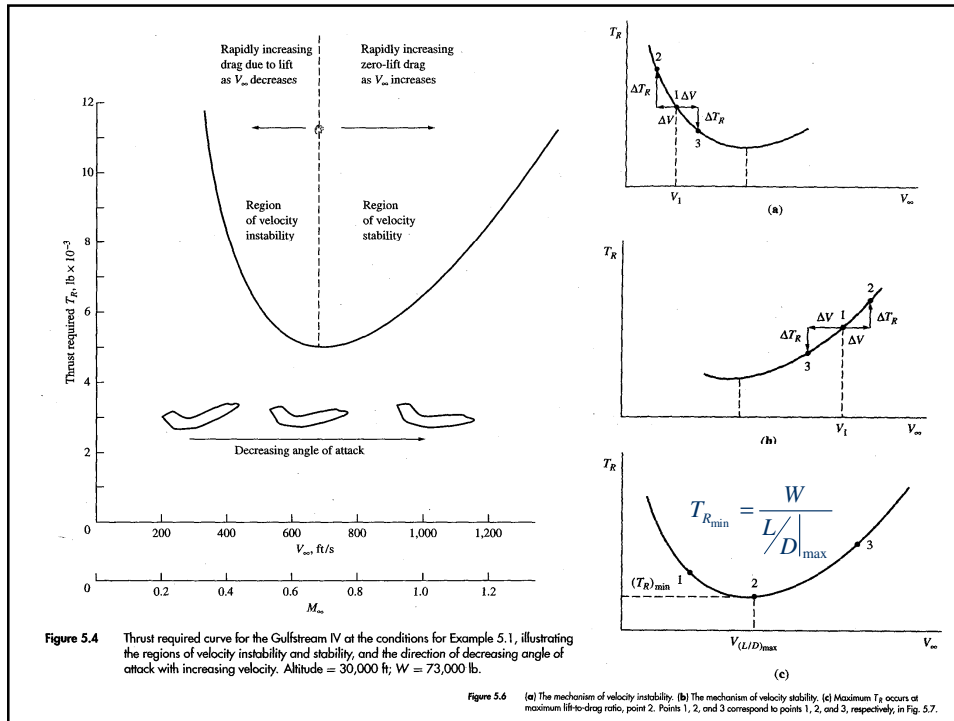 Rapidly increasing
drag due to lift
as V∞ decreases
Rapidly increasing
zero-lift drag
as V∞ increases
Region
of velocity
instability
Region
of velocity
stability
Thrust required T_R, lb × 10⁻³
12
10
8
6
4
2
0
Decreasing angle of attack
200
400
600
800
1,000
1,200
V∞, ft/s
0
0.2
0.4
0.6
0.8
1.0
1.2
M∞
Figure 5.4 Thrust required curve for the Gulfstream IV at the conditions for Example 5.1, illustrating
the regions of velocity instability and stability, and the direction of decreasing angle of
attack with increasing velocity. Altitude = 30,000 ft; W = 73,000 lb.
T_R
2
ΔT_R
1
ΔV
ΔV
ΔT_R
3
V₁
V∞
(a)
T_R
2
1
ΔV
ΔT_R
ΔT_R
ΔV
3
V₁
V∞
(b)
T_R
T_Rmin = W / L/D|max
3
(T_R)min
1
2
V(L/D)max
V∞
(c)
Figure 5.6 (a) The mechanism of velocity instability. (b) The mechanism of velocity stability. (c) Maximum T_R occurs at
maximum lift-to-drag ratio, point 2. Points 1, 2, and 3 correspond to points 1, 2, and 3, respectively, in Fig. 5.7.